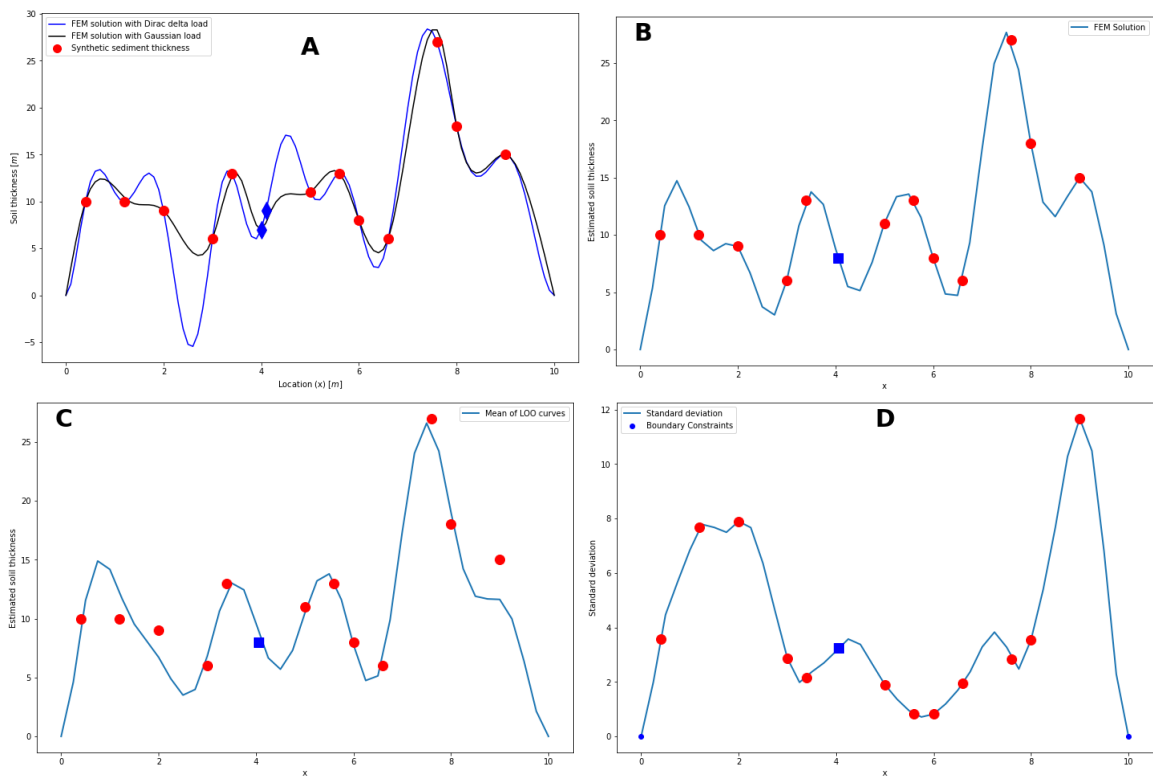 A
FEM solution with Dirac delta load
FEM solution with Gaussian load
Synthetic sediment thickness
Soil thickness [m]
30
25
20
15
10
5
0
−5
0
2
4
6
8
10
Location (x) [m]
B
FEM Solution
Estimated solil thickness
25
20
15
10
5
0
0
2
4
6
8
10
x
C
Mean of LOO curves
Estimated solil thickness
25
20
15
10
5
0
0
2
4
6
8
10
x
D
Standard deviation
Boundary Constraints
Standard deviation
12
10
8
6
4
2
0
0
2
4
6
8
10
x